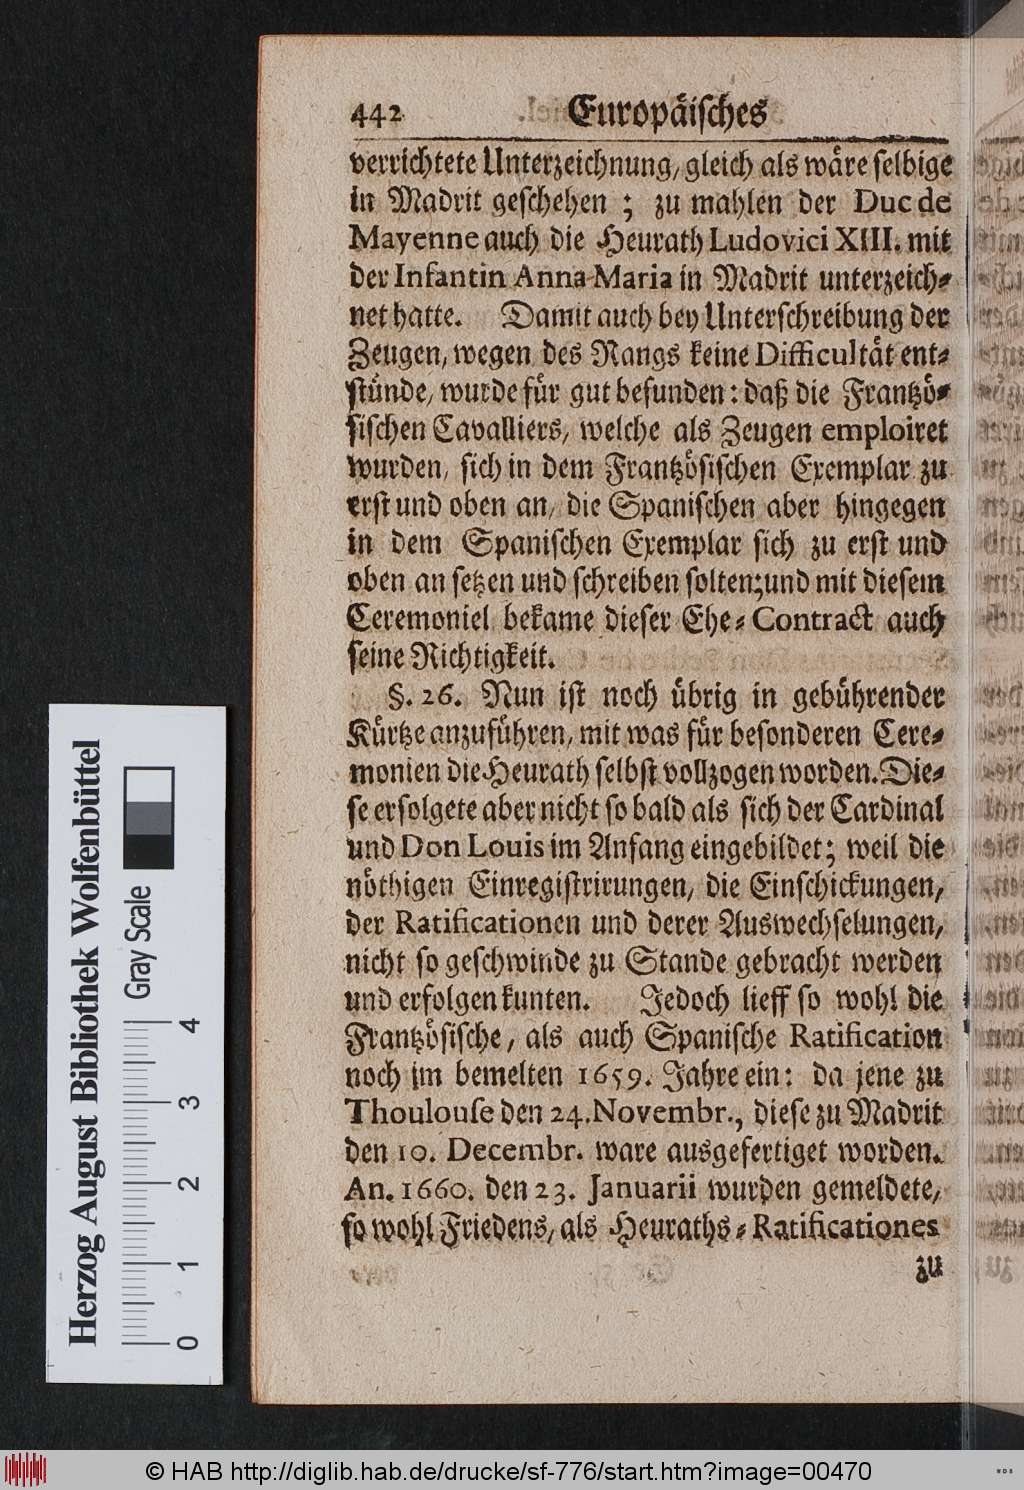 442 Europäiſches
verrichtete Unterzeichnung, gleich als wäre ſelbige
in Madrit geſchehen ; zu mahlen der Duc de
Mayenne auch die Heurath Ludovici XIII. mit
der Infantin Anna Maria in Madrit unterzeich-
net hatte. Damit auch bey Unterſchreibung der
Zeugen, wegen des Rangs keine Difficultät ent-
ſtünde, wurde für gut befunden: daß die Frantzö-
ſiſchen Cavalliers, welche als Zeugen emploiret
wurden, ſich in dem Frantzöſiſchen Exemplar zu
erſt und oben an, die Spaniſchen aber hingegen
in dem Spaniſchen Exemplar ſich zu erſt und
oben an ſetzen und ſchreiben ſolten; und mit dieſem
Ceremoniel bekame dieſer Ehe-Contract auch
ſeine Richtigkeit.
§. 26. Nun iſt noch übrig in gebührender
Kürtze anzuführen, mit was für beſonderen Cere-
monien die Heurath ſelbſt vollzogen worden. Die-
ſe erfolgete aber nicht ſo bald als ſich der Cardinal
und Don Louis im Anfang eingebildet; weil die
nöthigen Einregiſtrirungen, die Einſchickungen,
der Ratificationen und derer Auswechſelungen,
nicht ſo geſchwinde zu Stande gebracht werden
und erfolgen kunten. Jedoch lieff ſo wohl die
Frantzöſiſche, als auch Spaniſche Ratification
noch im bemelten 1659. Jahre ein: da jene zu
Thoulouſe den 24. Novembr., dieſe zu Madrit
den 10. Decembr. ware ausgefertiget worden.
An. 1660. den 23. Januarii wurden gemeldete,
ſo wohl Friedens, als Heuraths-Ratificationes
zu
Herzog August Bibliothek Wolfenbüttel
Gray Scale
0 1 2 3 4
© HAB http://diglib.hab.de/drucke/sf-776/start.htm?image=00470